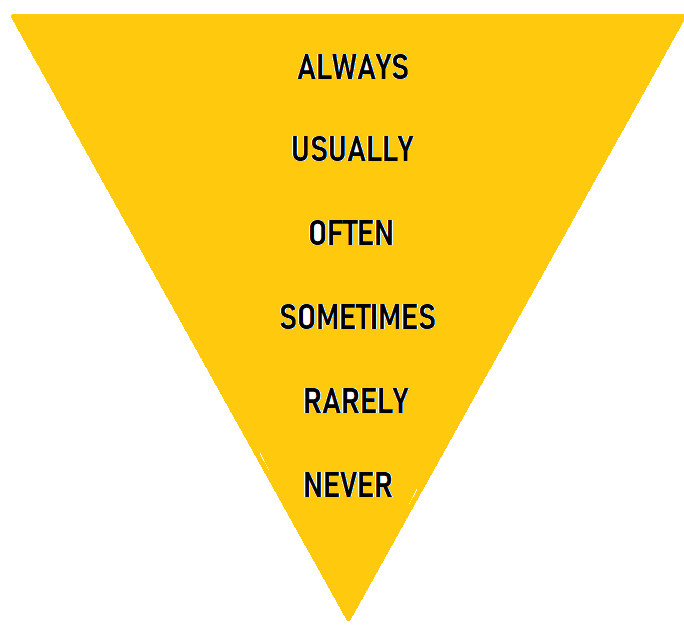 ALWAYS
USUALLY
OFTEN
SOMETIMES
RARELY
NEVER